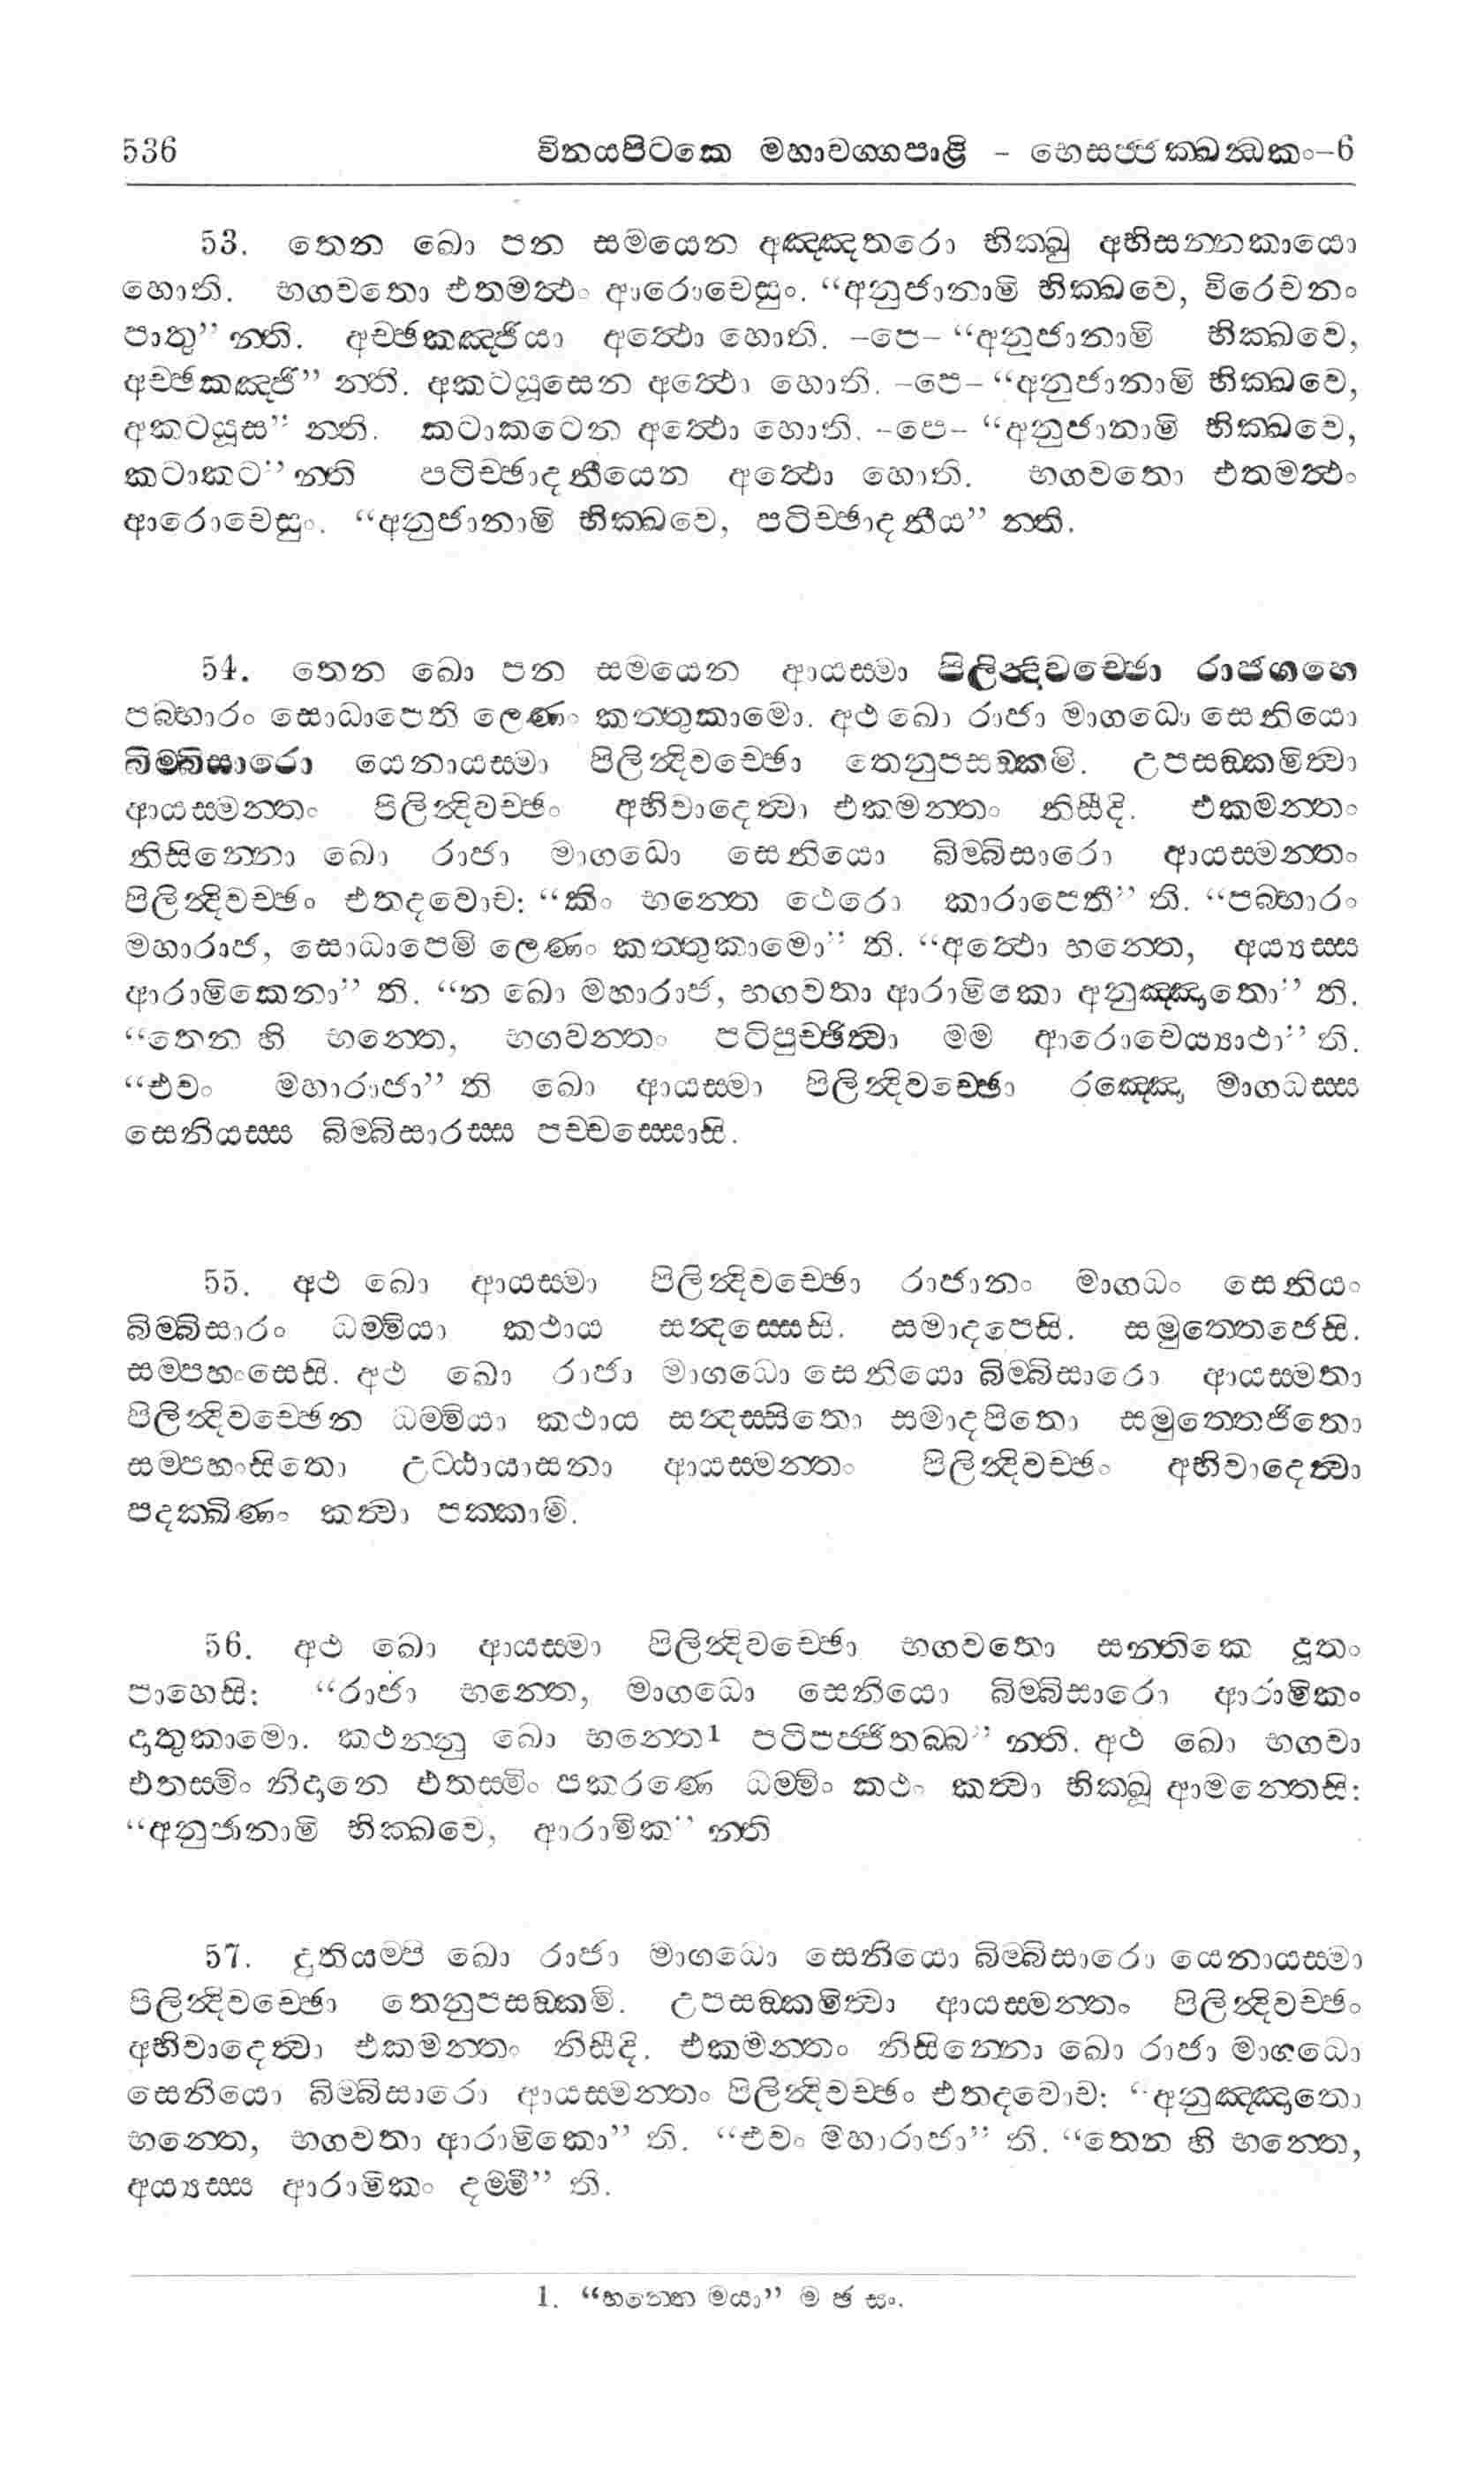 536 විනයපිටකෙ මහාවග්ගපාළි - භෙසජ්ජක්ඛන්ධකං-6
53. තෙන ඛො පන සමයෙන අඤ්ඤතරො භික්ඛු අභිසන්නකායො
හොති. භගවතො එතමත්ථං ආරොචෙසුං. “අනුජානාමි භික්ඛවෙ, විරෙචනං
පාතු” න්ති. අච්ඡකඤ්ජියා අත්ථො හොති. -පෙ- “අනුජානාමි භික්ඛවෙ,
අච්ඡකඤ්ජි” න්ති. අකටයූසෙන අත්ථො හොති. -පෙ- “අනුජානාමි භික්ඛවෙ,
අකටයූස” න්ති. කටාකටෙන අත්ථො හොති. -පෙ- “අනුජානාමි භික්ඛවෙ,
කටාකට” න්ති පටිච්ඡාදනීයෙන අත්ථො හොති. භගවතො එතමත්ථං
ආරොචෙසුං. “අනුජානාමි භික්ඛවෙ, පටිච්ඡාදනීය” න්ති.
54. තෙන ඛො පන සමයෙන ආයස්මා පිලින්දිවච්ඡො රාජගහෙ
පබ්භාරං සොධාපෙති ලෙණං කත්තුකාමො. අථ ඛො රාජා මාගධො සෙනියො
බිම්බිසාරො යෙනායස්මා පිලින්දිවච්ඡො තෙනුපසඞ්කමි. උපසඞ්කමිත්වා
ආයස්මන්තං පිලින්දිවච්ඡං අභිවාදෙත්වා එකමන්තං නිසීදි. එකමන්තං
නිසින්නො ඛො රාජා මාගධො සෙනියො බිම්බිසාරො ආයස්මන්තං
පිලින්දිවච්ඡං එතදවොච: “කිං භන්තෙ ථෙරො කාරාපෙතී” ති. “පබ්භාරං
මහාරාජ, සොධාපෙමි ලෙණං කත්තුකාමො” ති. “අත්ථො භන්තෙ, අය්‍යස්ස
ආරාමිකෙනා” ති. “න ඛො මහාරාජ, භගවතා ආරාමිකො අනුඤ්ඤාතො” ති.
“තෙන හි භන්තෙ, භගවන්තං පටිපුච්ඡිත්වා මම ආරොචෙය්‍යාථා” ති.
“එවං මහාරාජා” ති ඛො ආයස්මා පිලින්දිවච්ඡො රඤ්ඤො මාගධස්ස
සෙනියස්ස බිම්බිසාරස්ස පච්චස්සොසි.
55. අථ ඛො ආයස්මා පිලින්දිවච්ඡො රාජානං මාගධං සෙනියං
බිම්බිසාරං ධම්මියා කථාය සන්දස්සෙසි. සමාදපෙසි. සමුත්තෙජෙසි.
සම්පහංසෙසි. අථ ඛො රාජා මාගධො සෙනියො බිම්බිසාරො ආයස්මතා
පිලින්දිවච්ඡෙන ධම්මියා කථාය සන්දස්සිතො සමාදපිතො සමුත්තෙජිතො
සම්පහංසිතො උට්ඨායාසනා ආයස්මන්තං පිලින්දිවච්ඡං අභිවාදෙත්වා
පදක්ඛිණං කත්වා පක්කාමි.
56. අථ ඛො ආයස්මා පිලින්දිවච්ඡො භගවතො සන්තිකෙ දූතං
පාහෙසි: “රාජා භන්තෙ, මාගධො සෙනියො බිම්බිසාරො ආරාමිකං
දාතුකාමො. කථන්නු ඛො භන්තෙ1 පටිපජ්ජිතබ්බ” න්ති. අථ ඛො භගවා
එතස්මිං නිදානෙ එතස්මිං පකරණෙ ධම්මිං කථං කත්වා භික්ඛූ ආමන්තෙසි:
“අනුජානාමි භික්ඛවෙ, ආරාමික” න්ති
57. දුතියම්පි ඛො රාජා මාගධො සෙනියො බිම්බිසාරො යෙනායස්මා
පිලින්දිවච්ඡො තෙනුපසඞ්කමි. උපසඞ්කමිත්වා ආයස්මන්තං පිලින්දිවච්ඡං
අභිවාදෙත්වා එකමන්තං නිසීදි. එකමන්තං නිසින්නො ඛො රාජා මාගධො
සෙනියො බිම්බිසාරො ආයස්මන්තං පිලින්දිවච්ඡං එතදවොච: “අනුඤ්ඤාතො
භන්තෙ, භගවතා ආරාමිකො” ති. “එවං මහාරාජා” ති. “තෙන හි භන්තෙ,
අය්‍යස්ස ආරාමිකං දම්මී” ති.
1. “භන්තෙ මයා” ම ඡ සං.